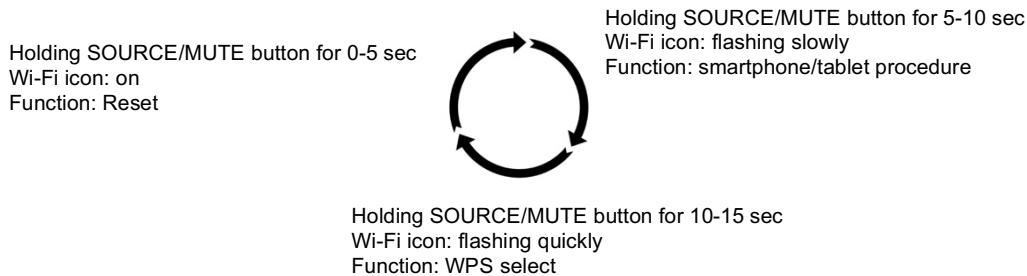 Holding SOURCE/MUTE button for 0-5 sec
Wi-Fi icon: on
Function: Reset
Holding SOURCE/MUTE button for 5-10 sec
Wi-Fi icon: flashing slowly
Function: smartphone/tablet procedure
Holding SOURCE/MUTE button for 10-15 sec
Wi-Fi icon: flashing quickly
Function: WPS select